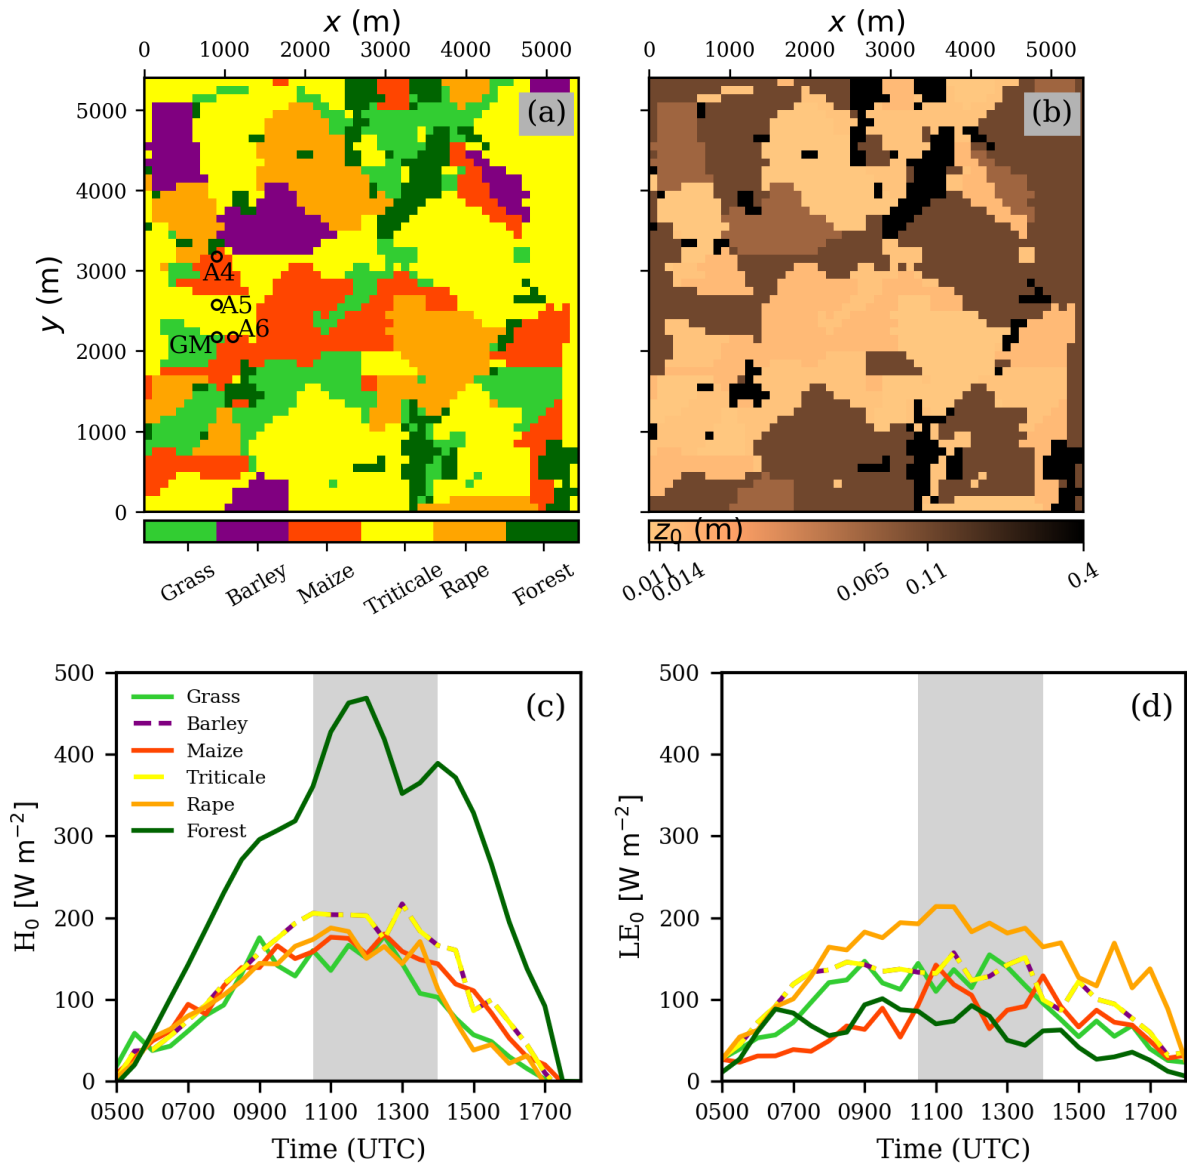 x (m)
x (m)
0 1000 2000 3000 4000 5000
0 1000 2000 3000 4000 5000
(a)
(b)
y (m)
5000
4000
3000
2000
1000
0
A4
A5
A6
GM
z₀ (m)
Grass Barley Maize Triticale Rape Forest
0.011 0.014 0.065 0.11 0.4
(c)
H₀ [W m⁻²]
500
400
300
200
100
0
Grass
Barley
Maize
Triticale
Rape
Forest
0500 0700 0900 1100 1300 1500 1700
Time (UTC)
(d)
LE₀ [W m⁻²]
500
400
300
200
100
0
0500 0700 0900 1100 1300 1500 1700
Time (UTC)